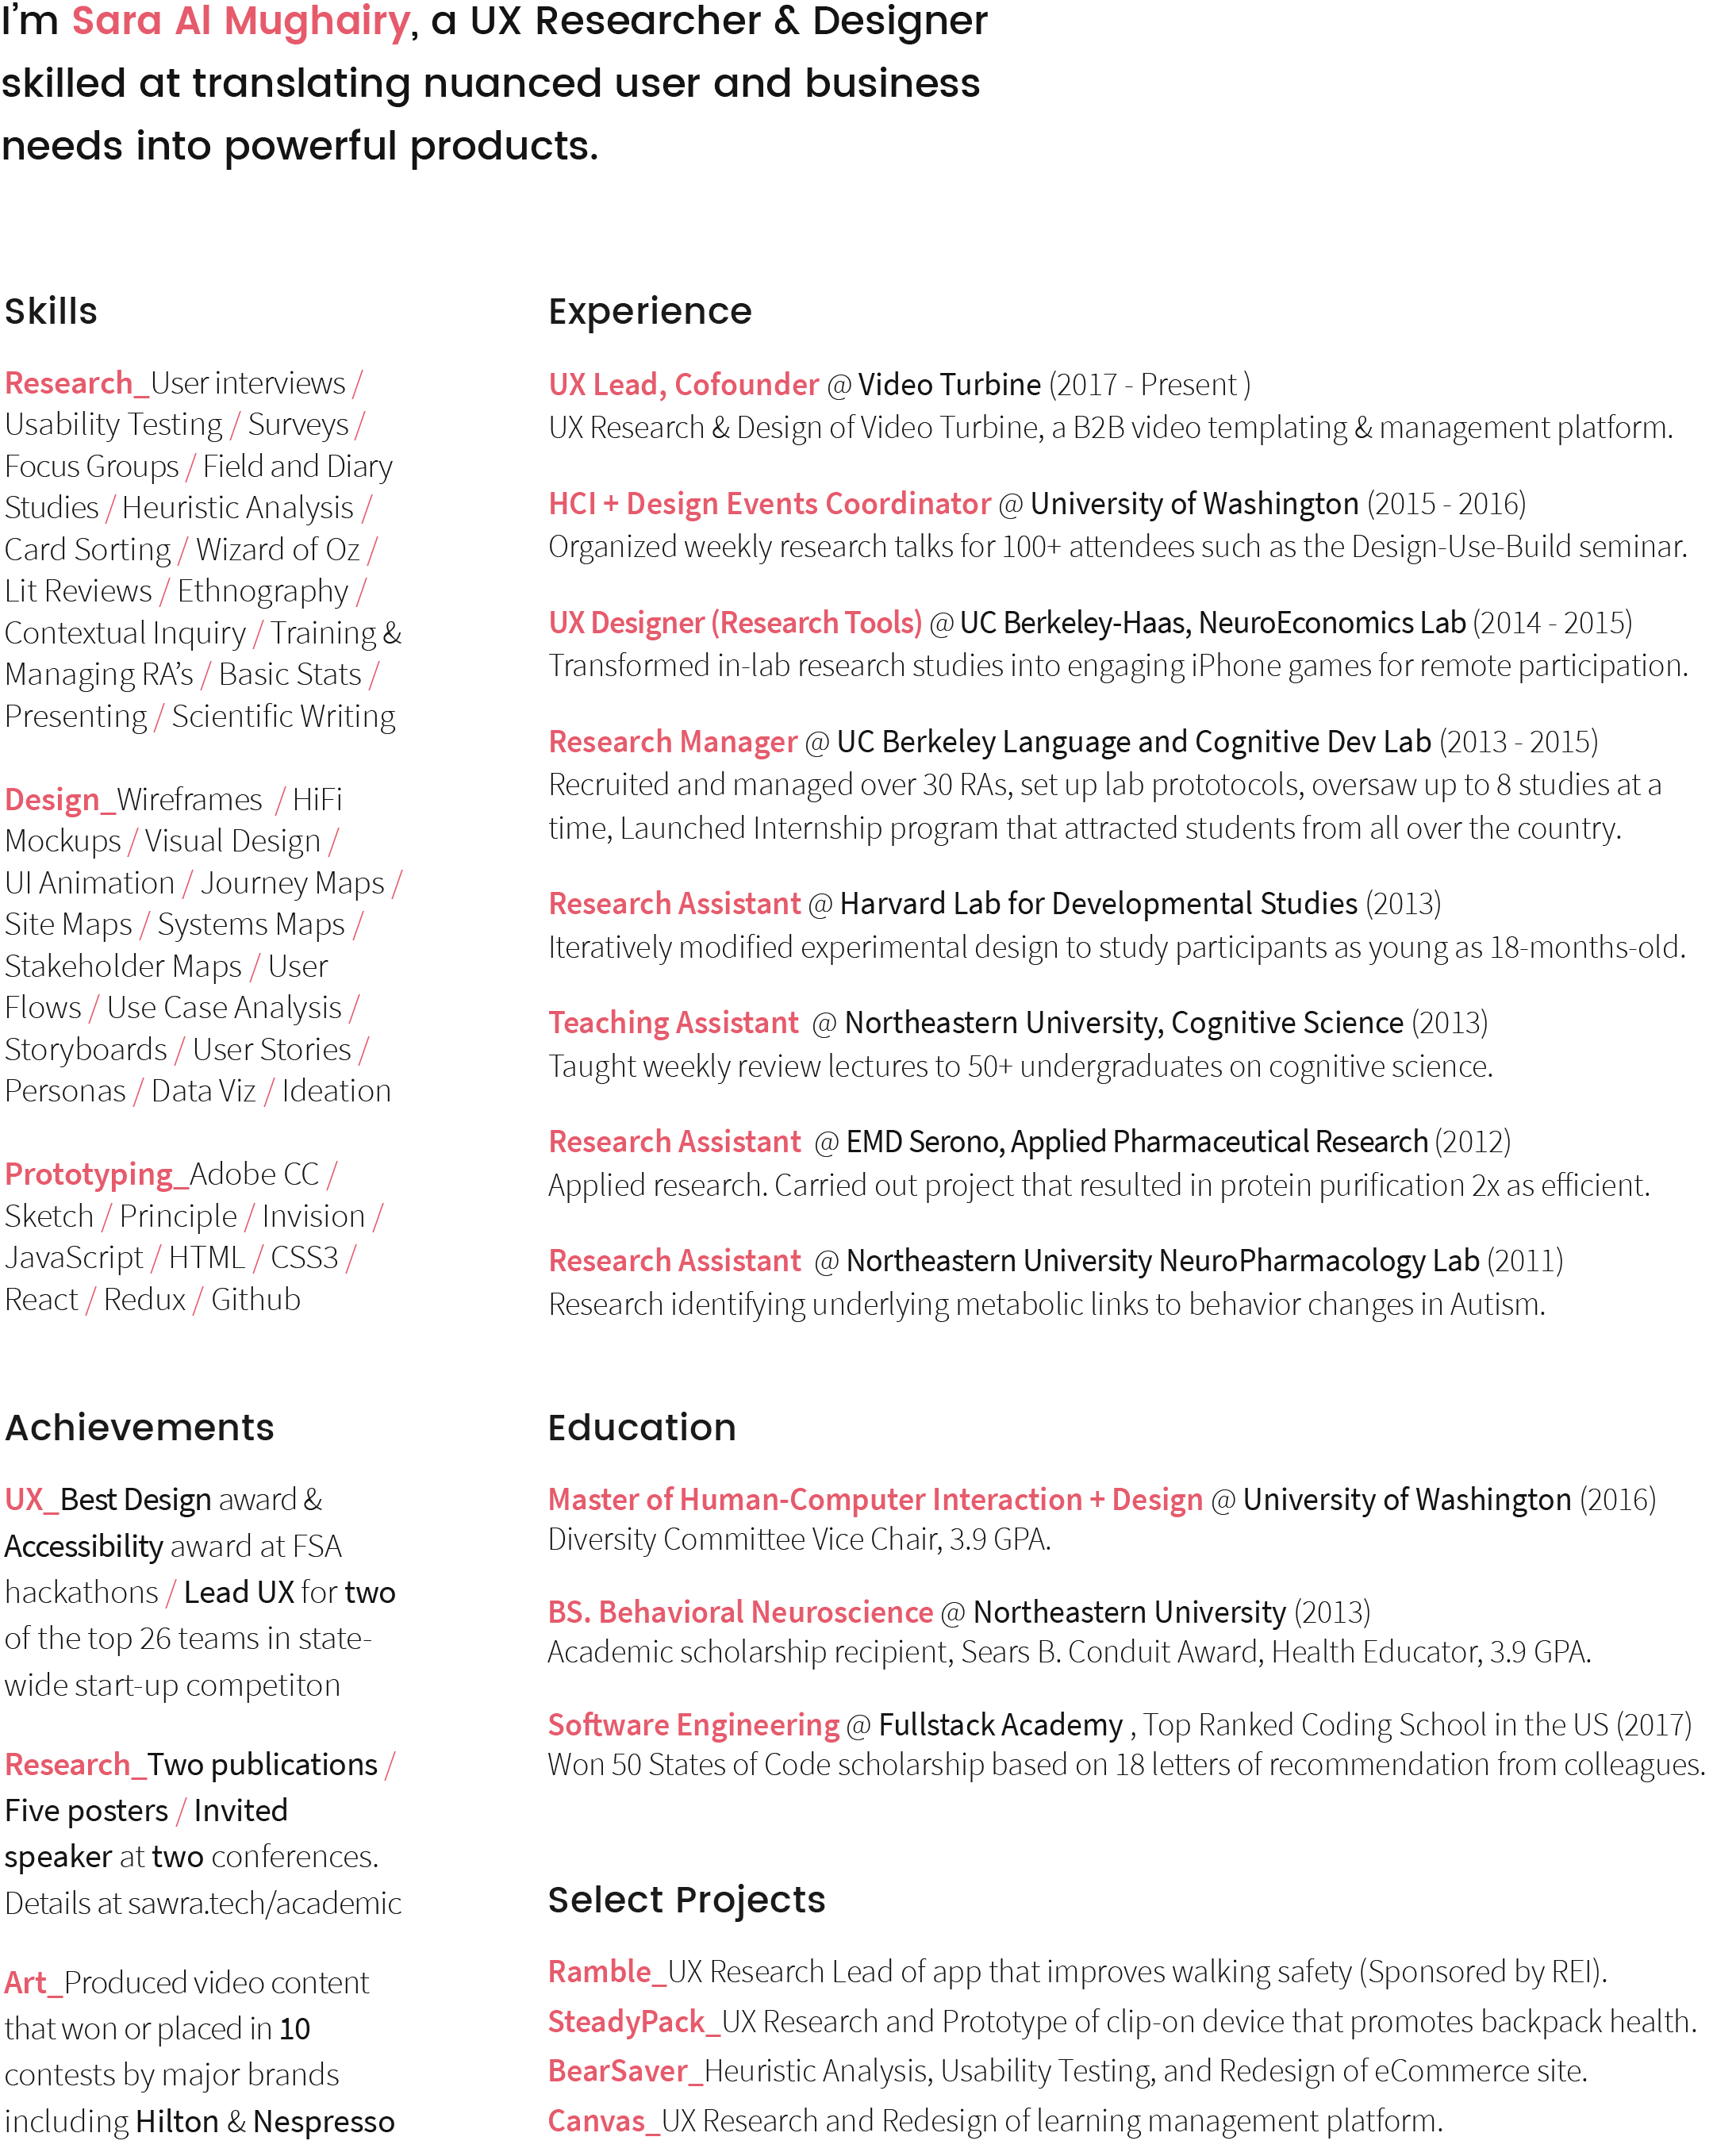 I'm Sara Al Mughairy, a UX Researcher & Designer
skilled at translating nuanced user and business
needs into powerful products.
Skills
Research_User interviews /
Usability Testing / Surveys /
Focus Groups / Field and Diary
Studies / Heuristic Analysis /
Card Sorting / Wizard of Oz /
Lit Reviews / Ethnography /
Contextual Inquiry / Training &
Managing RA's / Basic Stats /
Presenting / Scientific Writing
Design_Wireframes / HiFi
Mockups / Visual Design /
UI Animation / Journey Maps /
Site Maps / Systems Maps /
Stakeholder Maps / User
Flows / Use Case Analysis /
Storyboards / User Stories /
Personas / Data Viz / Ideation
Prototyping_Adobe CC /
Sketch / Principle / Invision /
JavaScript / HTML / CSS3 /
React / Redux / Github
Experience
UX Lead, Cofounder @ Video Turbine (2017 - Present )
UX Research & Design of Video Turbine, a B2B video templating & management platform.
HCI + Design Events Coordinator @ University of Washington (2015 - 2016)
Organized weekly research talks for 100+ attendees such as the Design-Use-Build seminar.
UX Designer (Research Tools) @ UC Berkeley-Haas, NeuroEconomics Lab (2014 - 2015)
Transformed in-lab research studies into engaging iPhone games for remote participation.
Research Manager @ UC Berkeley Language and Cognitive Dev Lab (2013 - 2015)
Recruited and managed over 30 RAs, set up lab prototocols, oversaw up to 8 studies at a
time, Launched Internship program that attracted students from all over the country.
Research Assistant @ Harvard Lab for Developmental Studies (2013)
Iteratively modified experimental design to study participants as young as 18-months-old.
Teaching Assistant @ Northeastern University, Cognitive Science (2013)
Taught weekly review lectures to 50+ undergraduates on cognitive science.
Research Assistant @ EMD Serono, Applied Pharmaceutical Research (2012)
Applied research. Carried out project that resulted in protein purification 2x as efficient.
Research Assistant @ Northeastern University NeuroPharmacology Lab (2011)
Research identifying underlying metabolic links to behavior changes in Autism.
Achievements
UX_Best Design award &
Accessibility award at FSA
hackathons / Lead UX for two
of the top 26 teams in state-
wide start-up competiton
Research_Two publications /
Five posters / Invited
speaker at two conferences.
Details at sawra.tech/academic
Art_Produced video content
that won or placed in 10
contests by major brands
including Hilton & Nespresso
Education
Master of Human-Computer Interaction + Design @ University of Washington (2016)
Diversity Committee Vice Chair, 3.9 GPA.
BS. Behavioral Neuroscience @ Northeastern University (2013)
Academic scholarship recipient, Sears B. Conduit Award, Health Educator, 3.9 GPA.
Software Engineering @ Fullstack Academy , Top Ranked Coding School in the US (2017)
Won 50 States of Code scholarship based on 18 letters of recommendation from colleagues.
Select Projects
Ramble_UX Research Lead of app that improves walking safety (Sponsored by REI).
SteadyPack_UX Research and Prototype of clip-on device that promotes backpack health.
BearSaver_Heuristic Analysis, Usability Testing, and Redesign of eCommerce site.
Canvas_UX Research and Redesign of learning management platform.